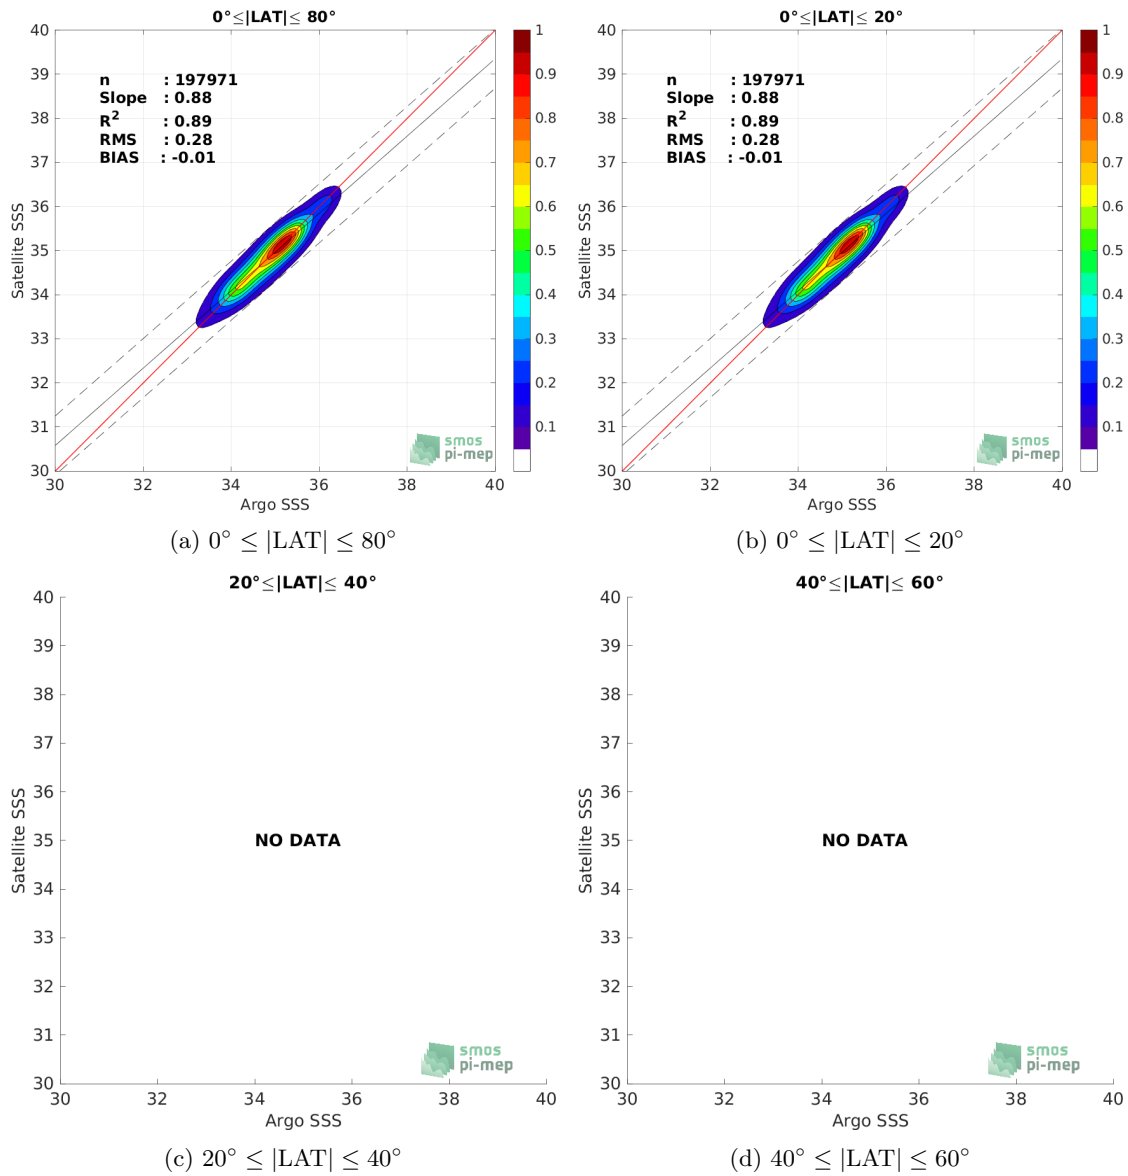 0°≤|LAT|≤ 80°
40
39
38
37
36
35
34
33
32
31
30
Satellite SSS
n : 197971
Slope : 0.88
R² : 0.89
RMS : 0.28
BIAS : -0.01
1
0.9
0.8
0.7
0.6
0.5
0.4
0.3
0.2
0.1
smos
pi-mep
30 32 34 36 38 40
Argo SSS
(a) 0° ≤ |LAT| ≤ 80°
0°≤|LAT|≤ 20°
40
39
38
37
36
35
34
33
32
31
30
Satellite SSS
n : 197971
Slope : 0.88
R² : 0.89
RMS : 0.28
BIAS : -0.01
1
0.9
0.8
0.7
0.6
0.5
0.4
0.3
0.2
0.1
smos
pi-mep
30 32 34 36 38 40
Argo SSS
(b) 0° ≤ |LAT| ≤ 20°
20°≤|LAT|≤ 40°
40
39
38
37
36
35
34
33
32
31
30
Satellite SSS
NO DATA
smos
pi-mep
30 32 34 36 38 40
Argo SSS
(c) 20° ≤ |LAT| ≤ 40°
40°≤|LAT|≤ 60°
40
39
38
37
36
35
34
33
32
31
30
Satellite SSS
NO DATA
smos
pi-mep
30 32 34 36 38 40
Argo SSS
(d) 40° ≤ |LAT| ≤ 60°